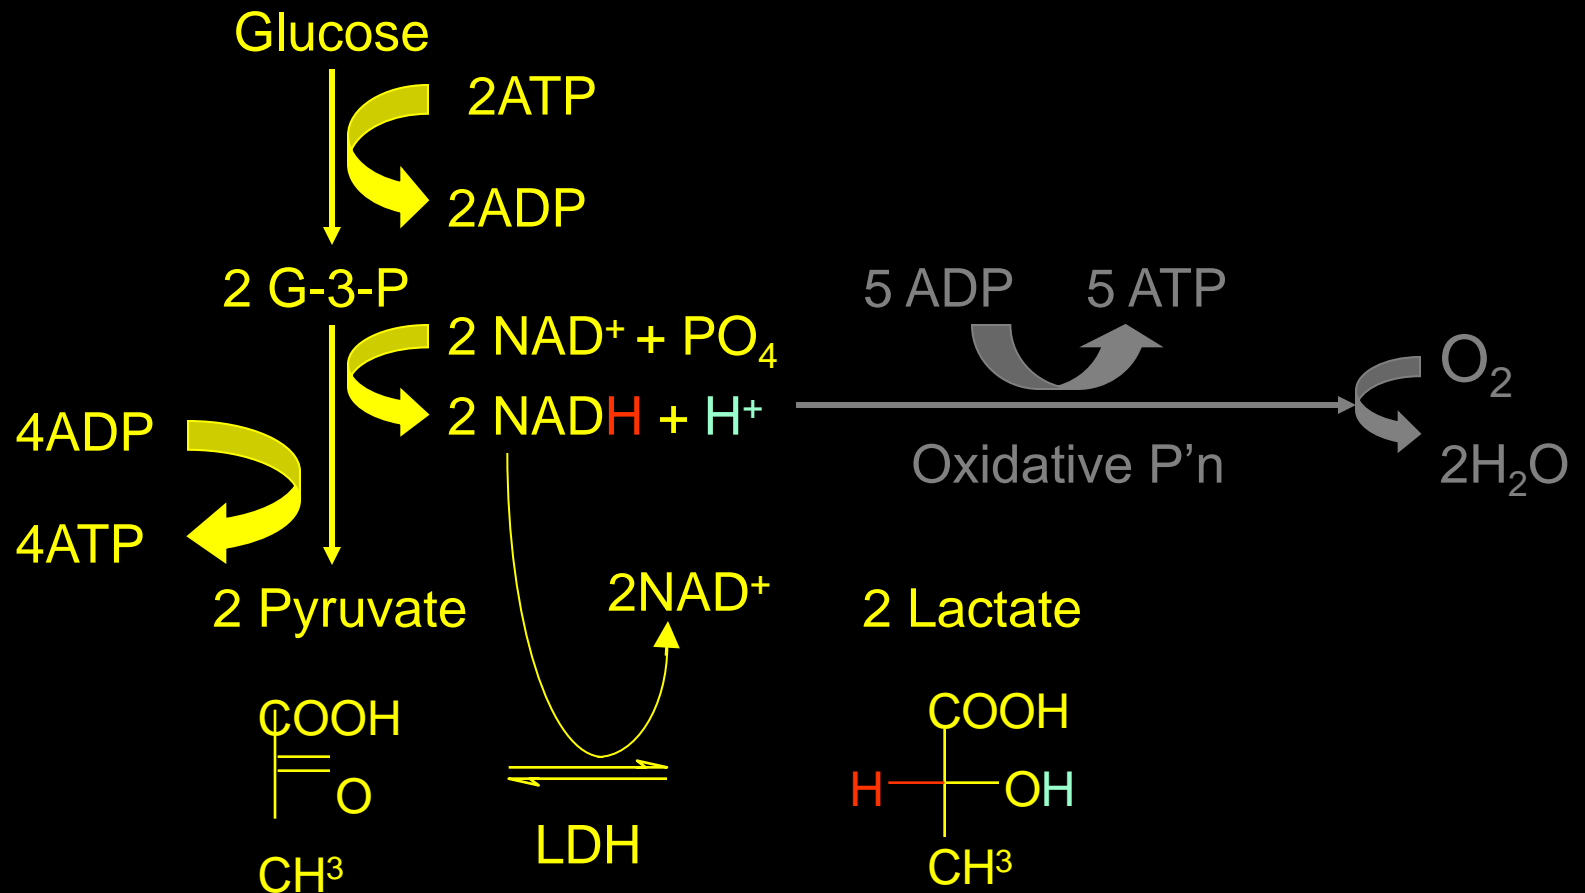 Glucose
2ATP
2ADP
2 G-3-P
5 ADP 5 ATP
2 NAD⁺ + PO₄
O₂
2 NADH + H⁺
4ADP
Oxidative P'n
2H₂O
4ATP
2 Pyruvate
2NAD⁺
2 Lactate
COOH
COOH
O
H
OH
LDH
CH³
CH³